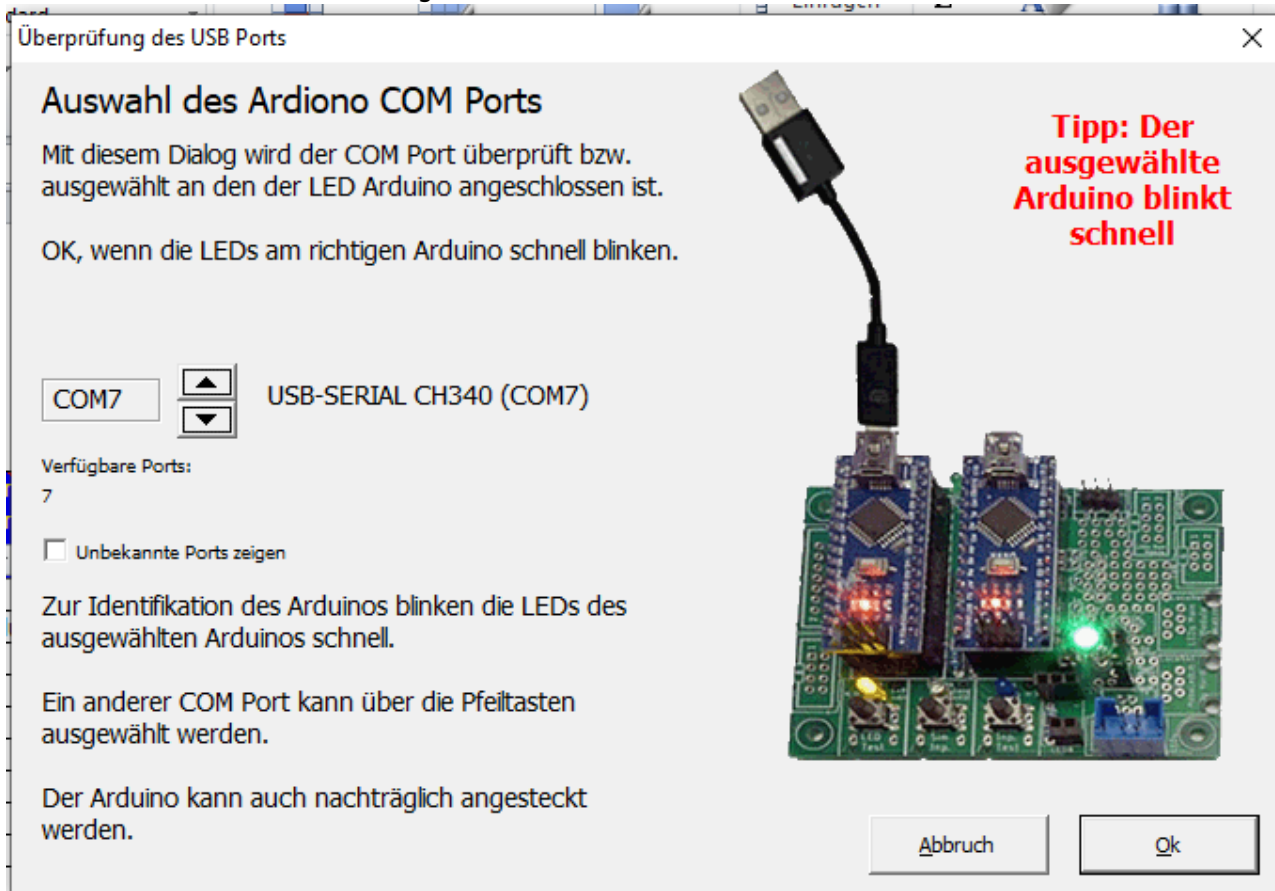 Überprüfung des USB Ports
Auswahl des Ardiono COM Ports
Mit diesem Dialog wird der COM Port überprüft bzw.
ausgewählt an den der LED Arduino angeschlossen ist.
OK, wenn die LEDs am richtigen Arduino schnell blinken.
Tipp: Der
ausgewählte
Arduino blinkt
schnell
COM7
USB-SERIAL CH340 (COM7)
Verfügbare Ports:
7
Unbekannte Ports zeigen
Zur Identifikation des Arduinos blinken die LEDs des
ausgewählten Arduinos schnell.
Ein anderer COM Port kann über die Pfeiltasten
ausgewählt werden.
Der Arduino kann auch nachträglich angesteckt
werden.
LED
Test
Abbruch
Ok